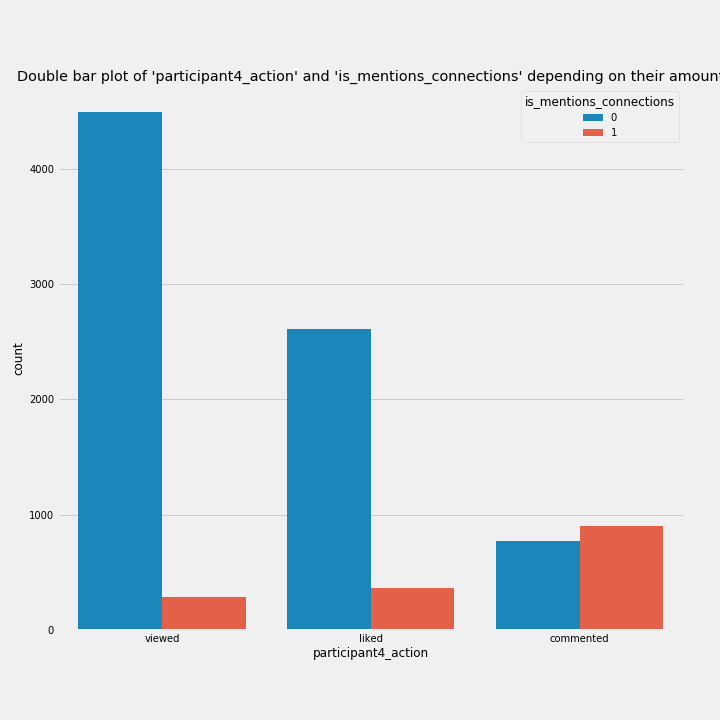 Double bar plot of 'participant4_action' and 'is_mentions_connections' depending on their amount
is_mentions_connections
0
1
4000
3000
2000
1000
0
count
viewed liked commented
participant4_action